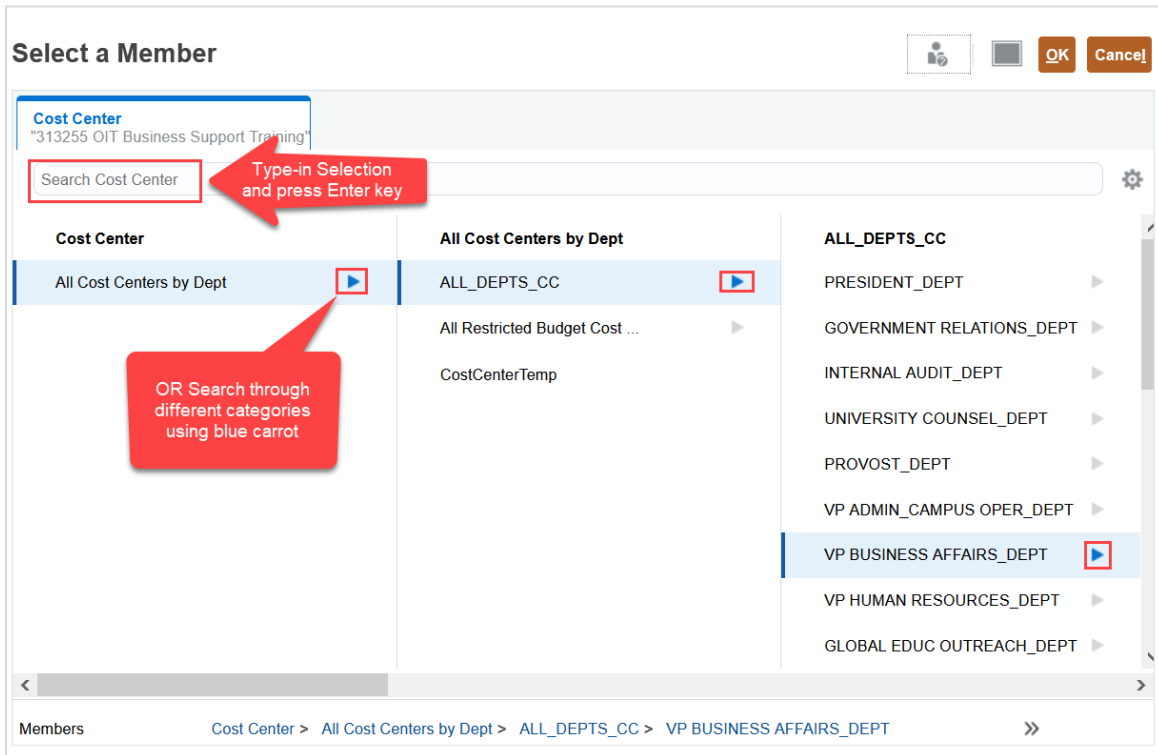 Select a Member
OK
Cancel
Cost Center
"313255 OIT Business Support Training"
Search Cost Center
Type-in Selection
and press Enter key
Cost Center
All Cost Centers by Dept
OR Search through
different categories
using blue carrot
All Cost Centers by Dept
ALL_DEPTS_CC
All Restricted Budget Cost ...
CostCenterTemp
ALL_DEPTS_CC
PRESIDENT_DEPT
GOVERNMENT RELATIONS_DEPT
INTERNAL AUDIT_DEPT
UNIVERSITY COUNSEL_DEPT
PROVOST_DEPT
VP ADMIN_CAMPUS OPER_DEPT
VP BUSINESS AFFAIRS_DEPT
VP HUMAN RESOURCES_DEPT
GLOBAL EDUC OUTREACH_DEPT
Members Cost Center > All Cost Centers by Dept > ALL_DEPTS_CC > VP BUSINESS AFFAIRS_DEPT